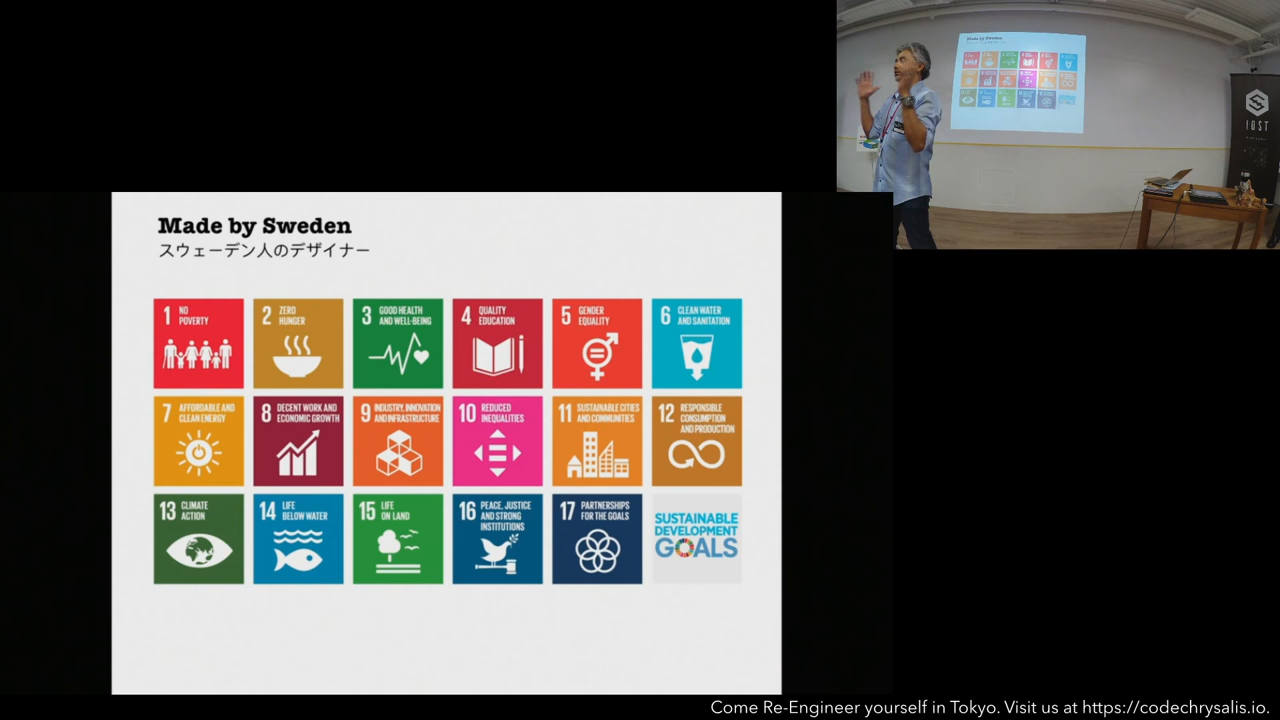 Made by Sweden
スウェーデン人のデザイナー
1 NO
POVERTY
2 ZERO
HUNGER
3 GOOD HEALTH
AND WELL-BEING
4 QUALITY
EDUCATION
5 GENDER
EQUALITY
6 CLEAN WATER
AND SANITATION
7 AFFORDABLE AND
CLEAN ENERGY
8 DECENT WORK AND
ECONOMIC GROWTH
9 INDUSTRY, INNOVATION
AND INFRASTRUCTURE
10 REDUCED
INEQUALITIES
11 SUSTAINABLE CITIES
AND COMMUNITIES
12 RESPONSIBLE
CONSUMPTION
AND PRODUCTION
13 CLIMATE
ACTION
14 LIFE
BELOW WATER
15 LIFE
ON LAND
16 PEACE, JUSTICE
AND STRONG
INSTITUTIONS
17 PARTNERSHIPS
FOR THE GOALS
SUSTAINABLE
DEVELOPMENT
GOALS
Made by Sweden
IOST
Come Re-Engineer yourself in Tokyo. Visit us at https://codechrysalis.io.